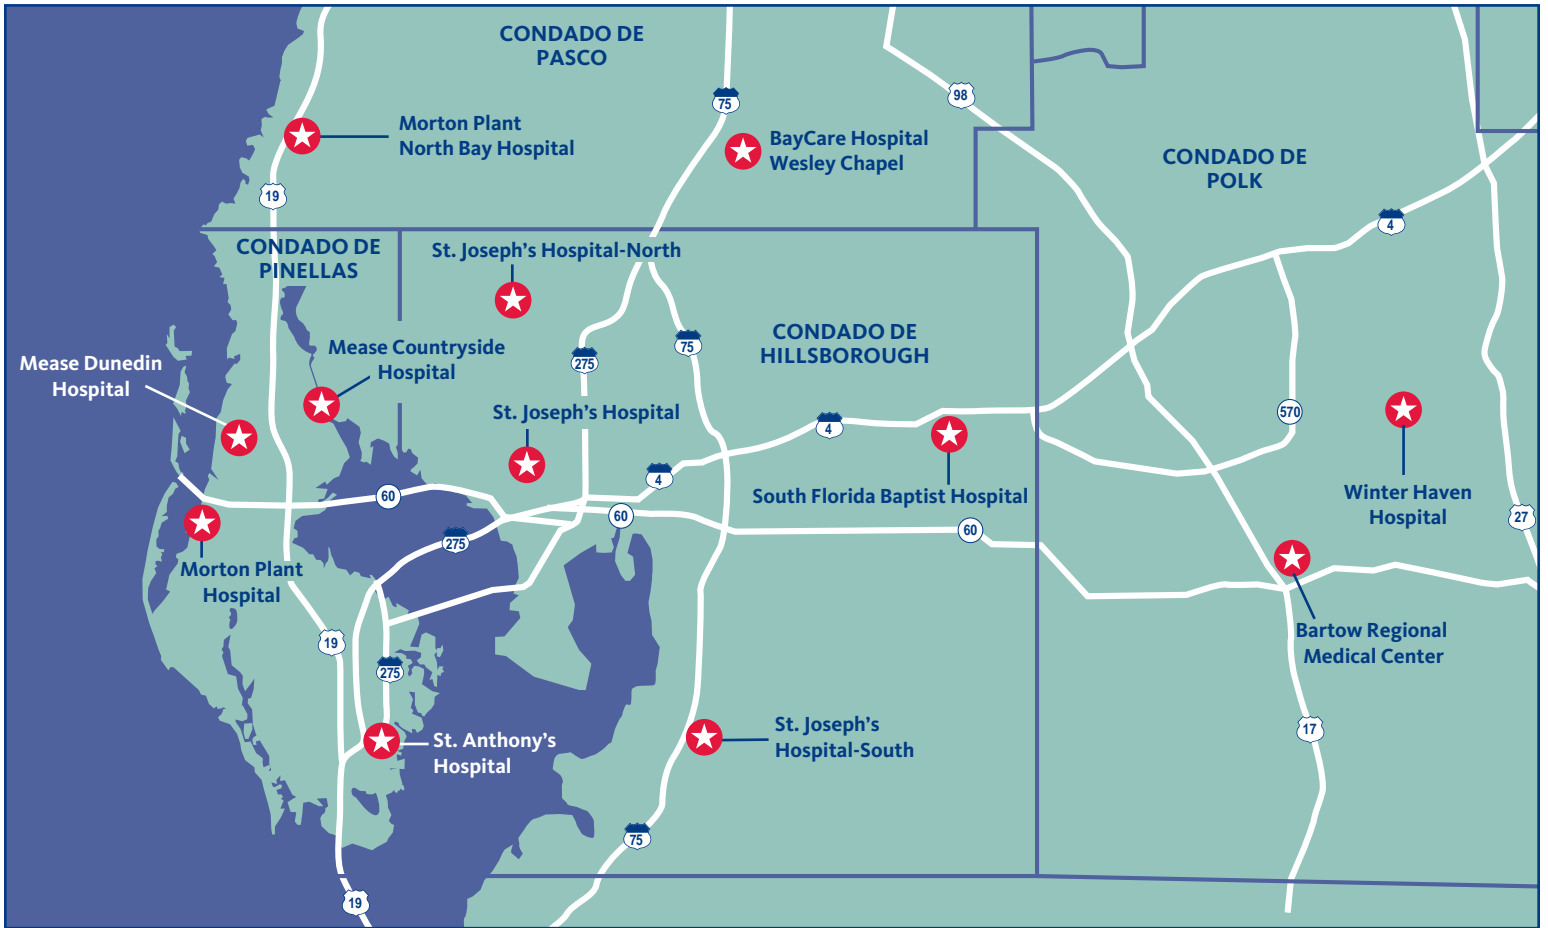 CONDADO DE
PASCO
75
98
Morton Plant
North Bay Hospital
BayCare Hospital
Wesley Chapel
CONDADO DE
POLK
19
4
CONDADO DE
PINELLAS
St. Joseph's Hospital-North
CONDADO DE
HILLSBOROUGH
75
275
Mease Countryside
Hospital
Mease Dunedin
Hospital
St. Joseph's Hospital
570
4
4
South Florida Baptist Hospital
Winter Haven
Hospital
60
60
60
27
275
Morton Plant
Hospital
19
275
Bartow Regional
Medical Center
St. Anthony's
Hospital
St. Joseph's
Hospital-South
17
75
19